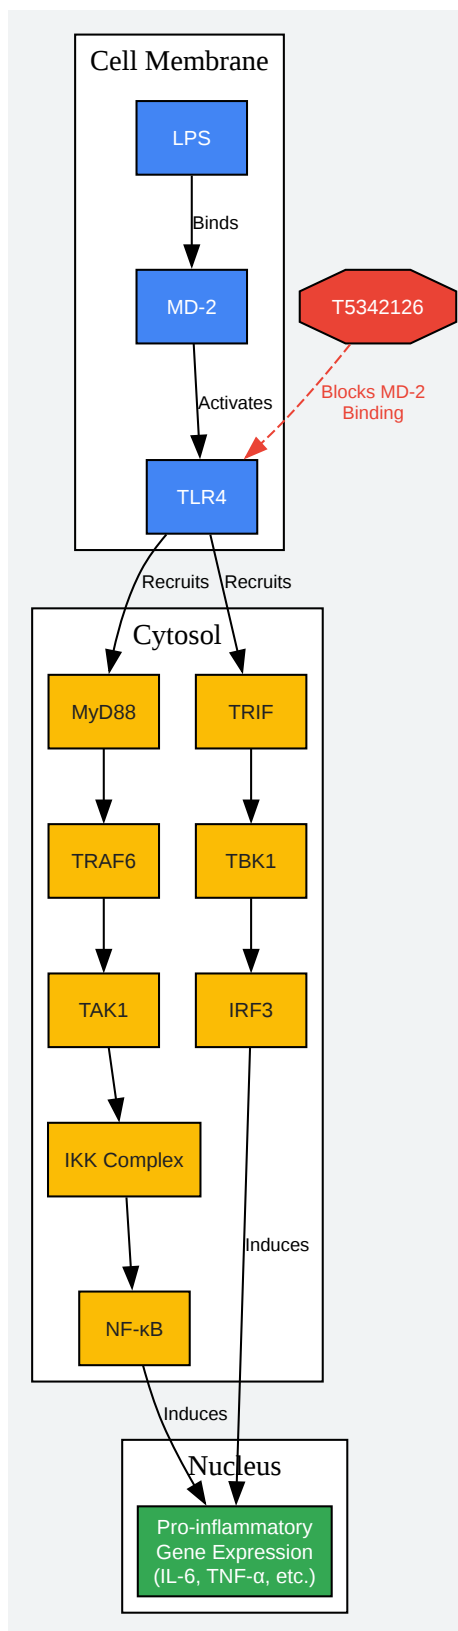 Cell Membrane
LPS
Binds
MD-2
T5342126
Activates
Blocks MD-2
Binding
TLR4
Recruits
Recruits
Cytosol
MyD88
TRIF
TRAF6
TBK1
TAK1
IRF3
IKK Complex
Induces
NF-κB
Induces
Nucleus
Pro-inflammatory
Gene Expression
(IL-6, TNF-α, etc.)